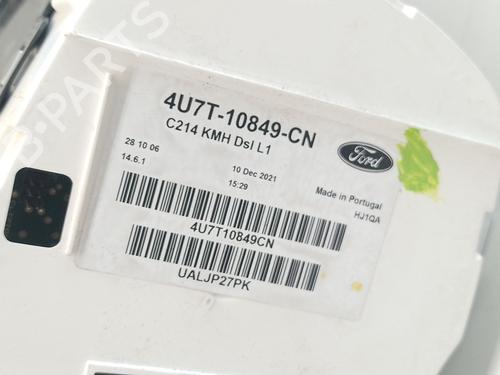 4U7T-10849-CN
C214 KMH Dsl L1
28 10 06
10 Dec 2021
14.6.1
15:29
Ford
Made in Portugal
HJ1QA
4U7T10849CN
UALJP27PK
B-PARTS